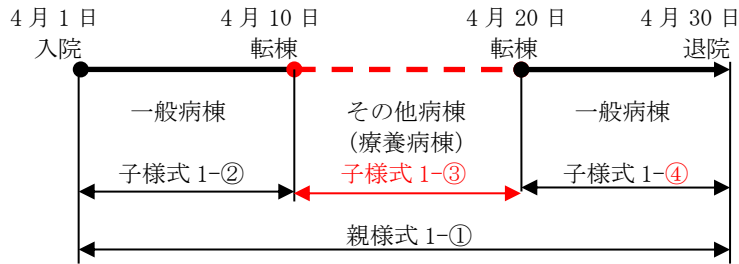 4月1日 4月10日 4月20日 4月30日
入院 転棟 転棟 退院
一般病棟 その他病棟 一般病棟
(療養病棟)
子様式 1-② 子様式 1-③ 子様式 1-④
親様式 1-①